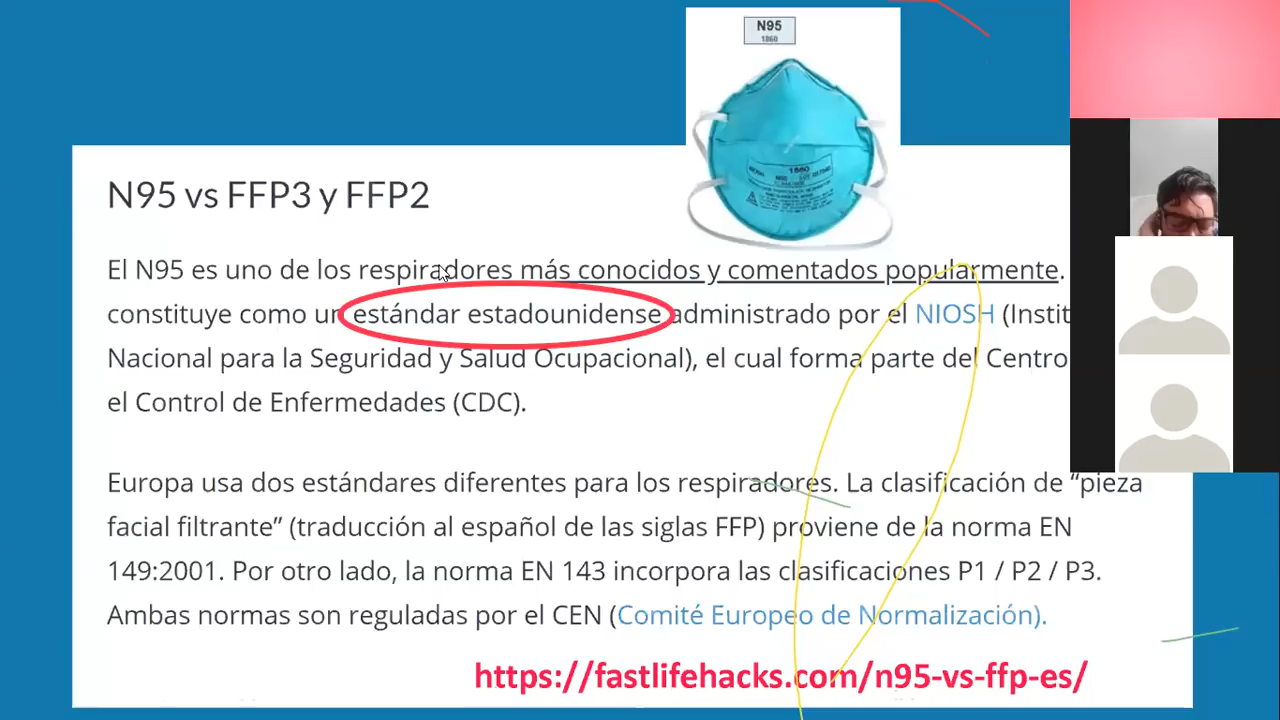 N95
1860
1860
N95 vs FFP3 y FFP2
El N95 es uno de los respiradores más conocidos y comentados popularmente.
constituye como un estándar estadounidense administrado por el NIOSH (Instit
Nacional para la Seguridad y Salud Ocupacional), el cual forma parte del Centro
el Control de Enfermedades (CDC).
Europa usa dos estándares diferentes para los respiradores. La clasificación de “pieza
facial filtrante” (traducción al español de las siglas FFP) proviene de la norma EN
149:2001. Por otro lado, la norma EN 143 incorpora las clasificaciones P1 / P2 / P3.
Ambas normas son reguladas por el CEN (Comité Europeo de Normalización).
https://fastlifehacks.com/n95-vs-ffp-es/